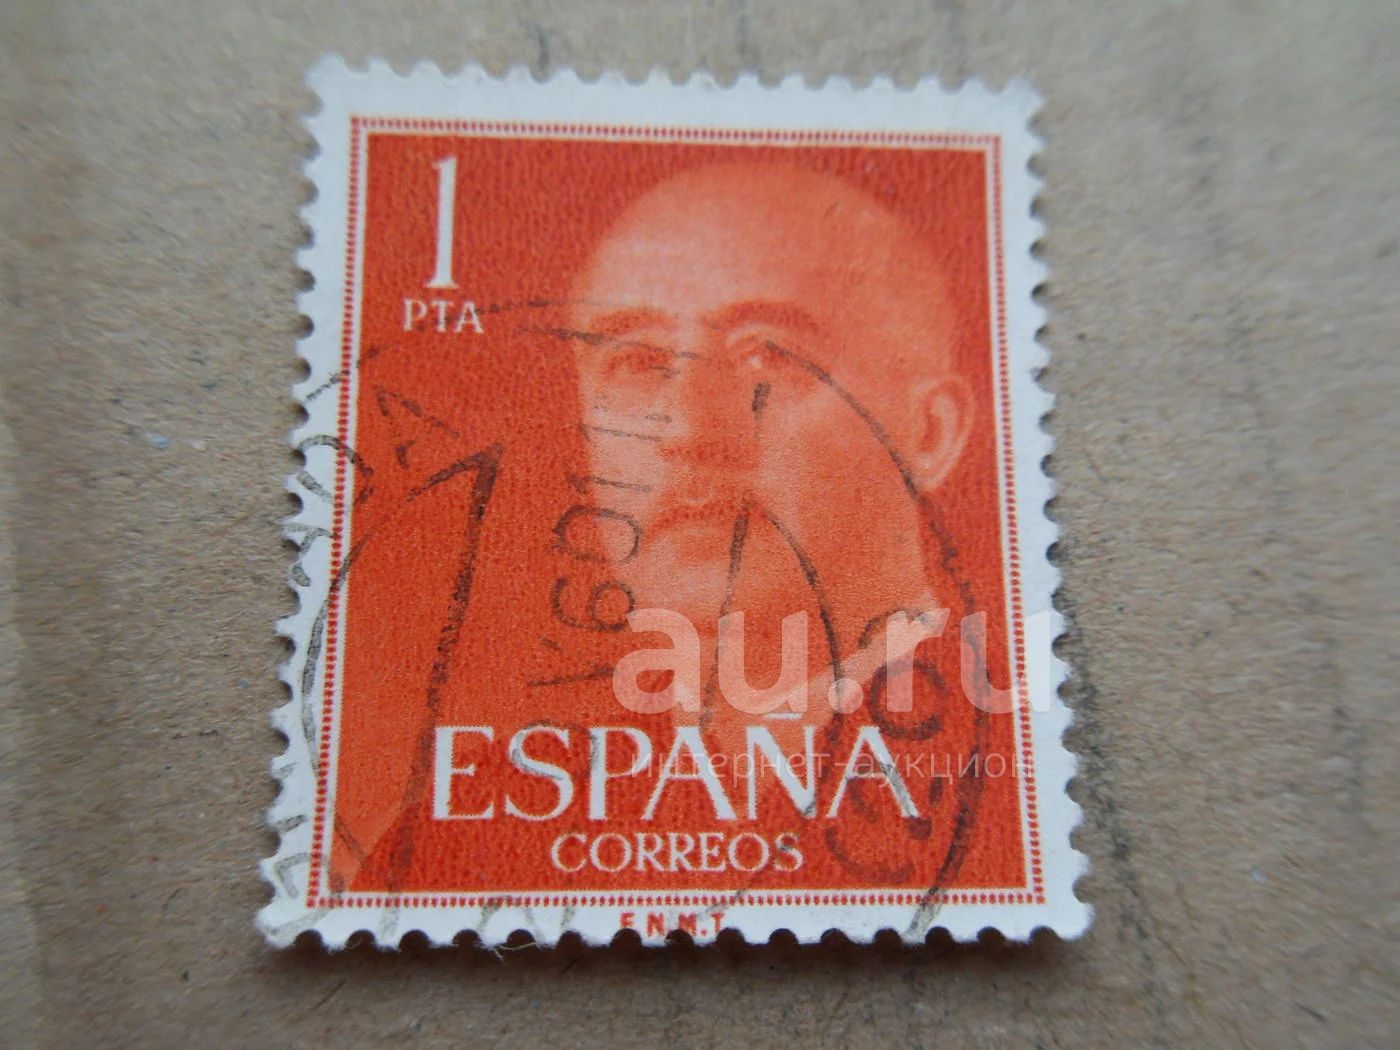 1
PTA
ESPAÑA
CORREOS
F.N.M.T
au.ru
интернет-аукцион